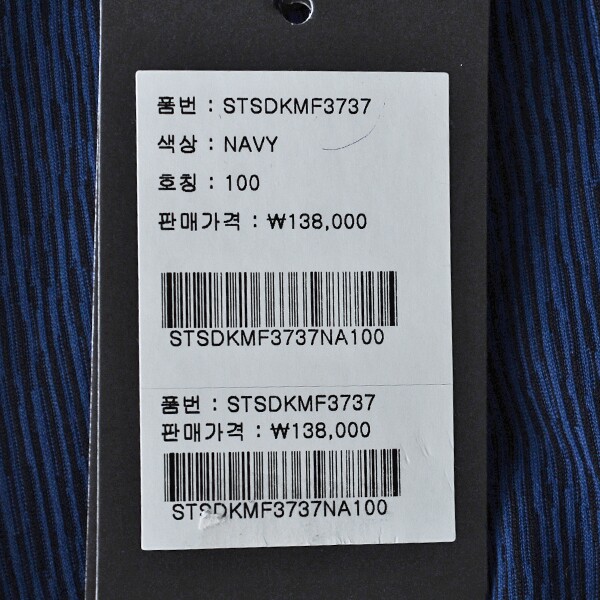 품번 : STSDKMF3737
색상 : NAVY
호칭 : 100
판매가격 : ₩138,000
STSDKMF3737NA100
품번 : STSDKMF3737
판매가격 : ₩138,000
STSDKMF3737NA100